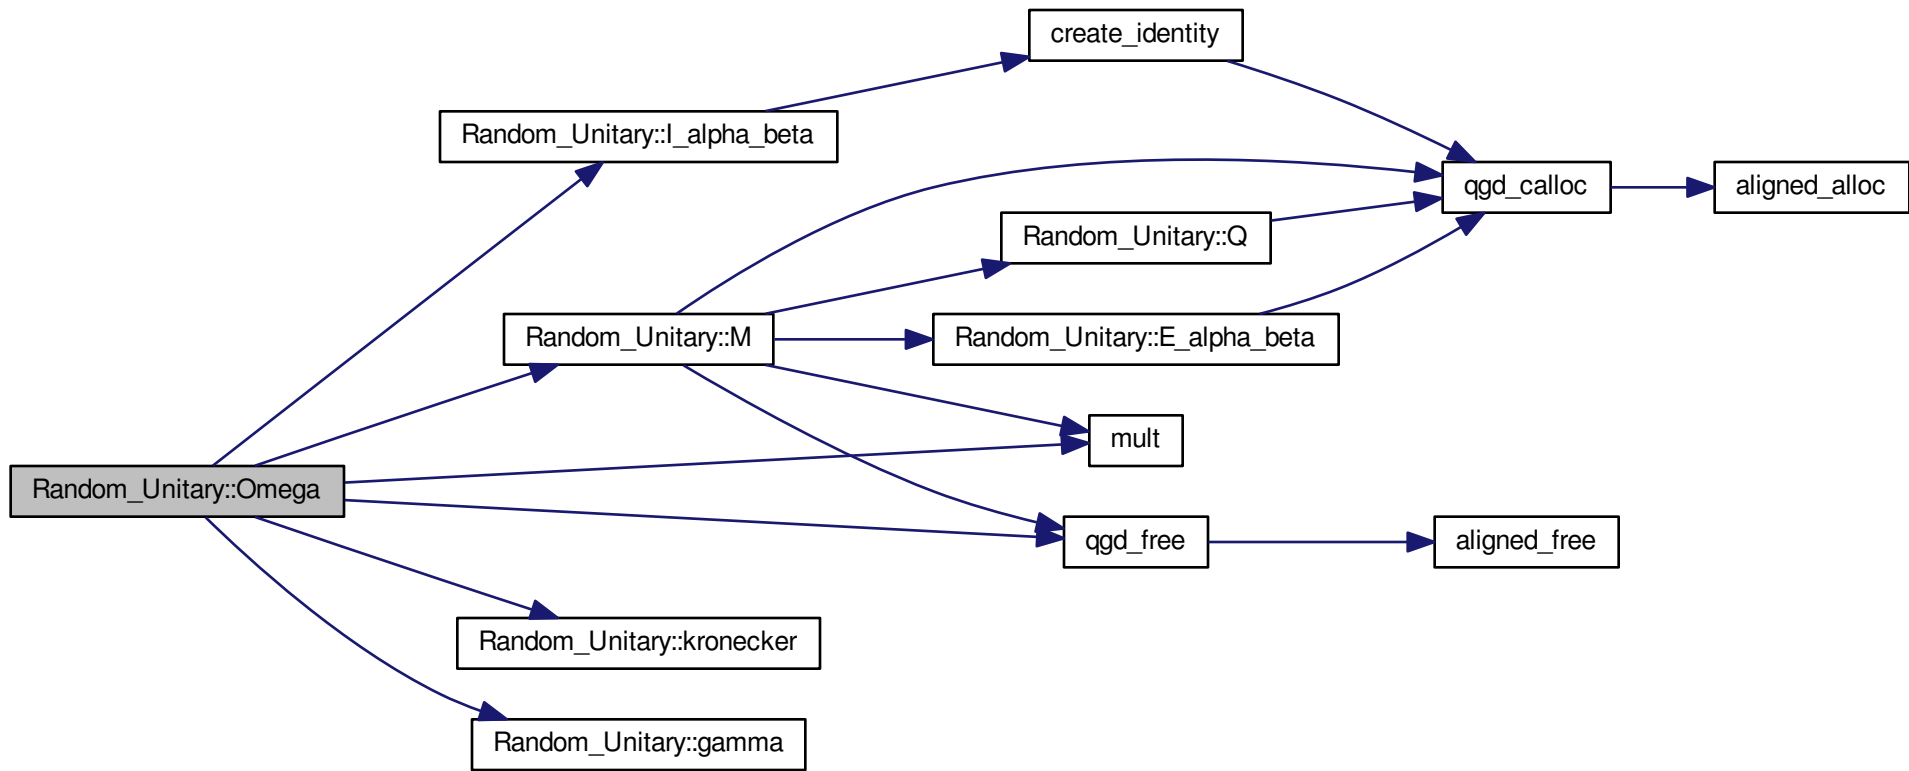 create_identity
Random_Unitary::I_alpha_beta
qgd_calloc
aligned_alloc
Random_Unitary::Q
Random_Unitary::M
Random_Unitary::E_alpha_beta
mult
Random_Unitary::Omega
qgd_free
aligned_free
Random_Unitary::kronecker
Random_Unitary::gamma